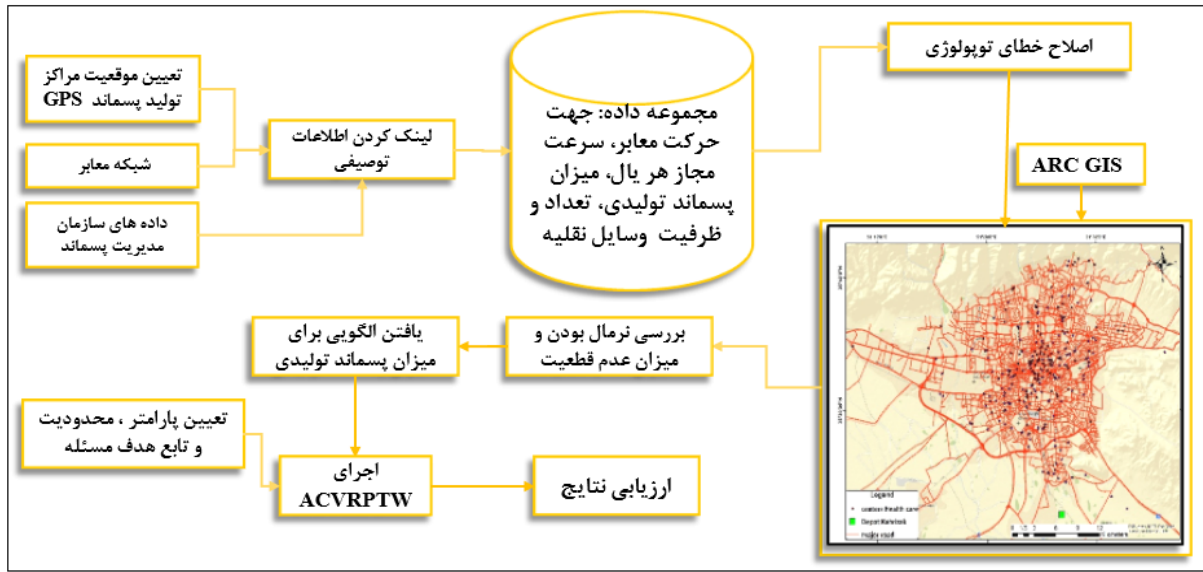 تعیین موقعیت مراکز
تولید پسماند GPS
شبکه معابر
داده های سازمان
مدیریت پسماند
لینک کردن اطلاعات
توصیفی
مجموعه داده: جهت
حرکت معابر، سرعت
مجاز هر یال، میزان
پسماند تولیدی، تعداد و
ظرفیت وسایل نقلیه
اصلاح خطای توپولوژی
ARC GIS
بررسی نرمال بودن و
میزان عدم قطعیت
یافتن الگویی برای
میزان پسماند تولیدی
تعیین پارامتر ، محدودیت
و تابع هدف مسئله
اجرای
ACVRPTW
ارزیابی نتایج
Legend
major road